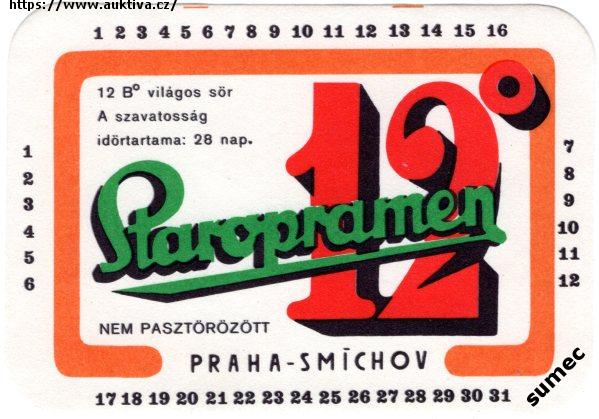 https://www.auktiva.cz/
1 2 3 4 5 6 7 8 9 10 11 12 13 14 15 16
12 B° világos sör
A szavatosság
időrtartama: 28 nap.
12°
Staropramen
1
2
3
4
5
6
7
8
9
10
11
12
NEM PASZTÖRÖZÖTT
PRAHA-SMÍCHOV
17 18 19 20 21 22 23 24 25 26 27 28 29 30 31
sumec